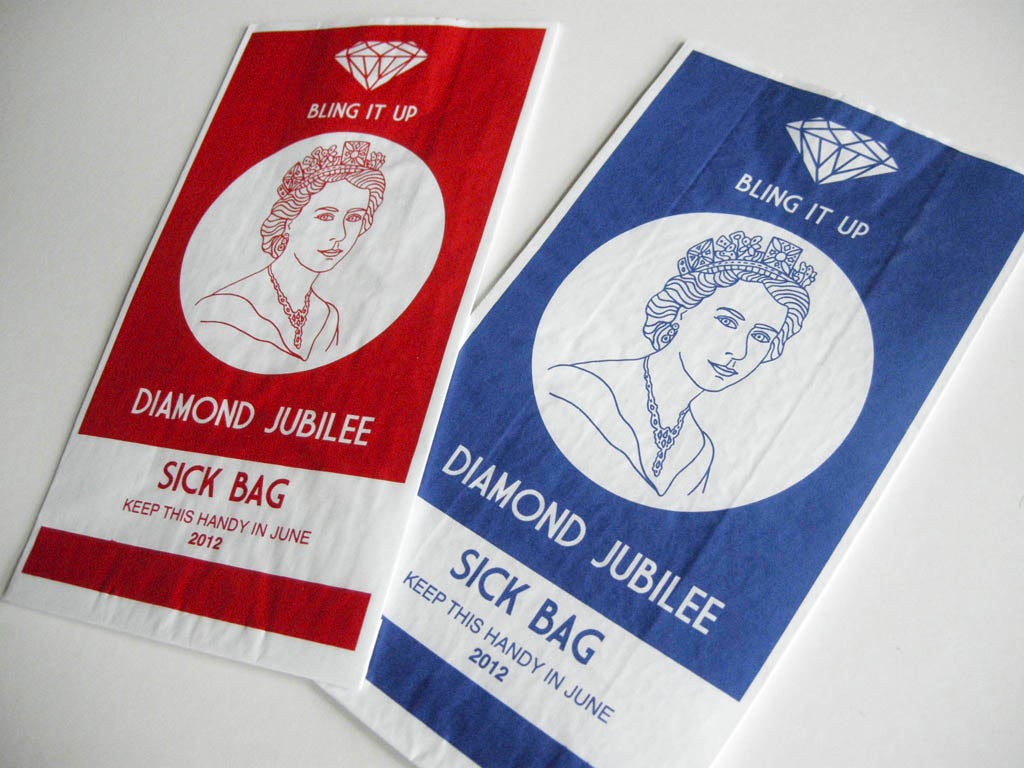 BLING IT UP
DIAMOND JUBILEE
SICK BAG
KEEP THIS HANDY IN JUNE
2012
BLING IT UP
DIAMOND JUBILEE
SICK BAG
KEEP THIS HANDY IN JUNE
2012